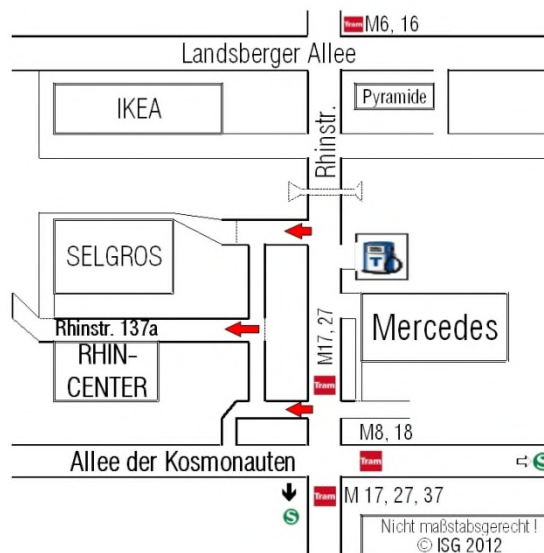 Tram M6, 16
Landsberger Allee
IKEA
Pyramide
Rhinstr.
SELGROS
T
Rhinstr. 137a
RHIN-
CENTER
M17, 27
Mercedes
Tram
M8, 18
Allee der Kosmonauten
Tram
S
S
Tram M 17, 27, 37
Nicht maßstabsgerecht !
© ISG 2012